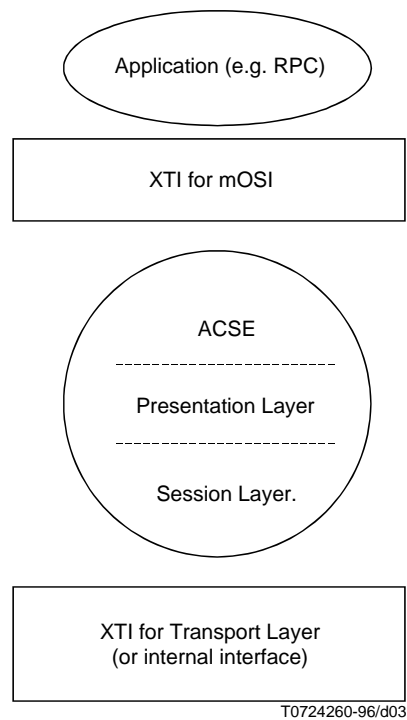 Application (e.g. RPC)
XTI for mOSI
ACSE
Presentation Layer
Session Layer.
XTI for Transport Layer
(or internal interface)
T0724260-96/d03